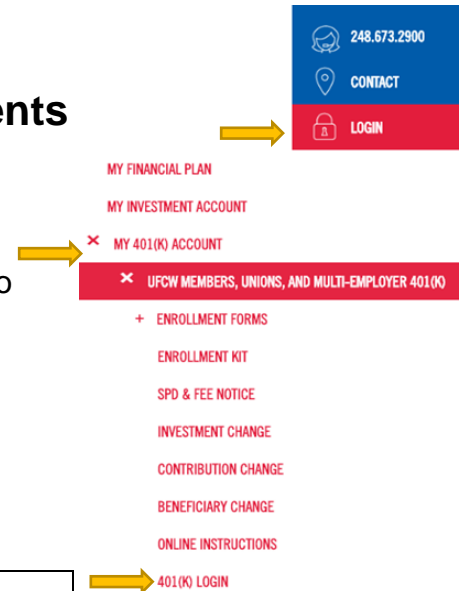 248.673.2900
CONTACT
ents
LOGIN
MY FINANCIAL PLAN
MY INVESTMENT ACCOUNT
× MY 401(K) ACCOUNT
o
× UFCW MEMBERS, UNIONS, AND MULTI-EMPLOYER 401(K)
+ ENROLLMENT FORMS
ENROLLMENT KIT
SPD & FEE NOTICE
INVESTMENT CHANGE
CONTRIBUTION CHANGE
BENEFICIARY CHANGE
ONLINE INSTRUCTIONS
401(K) LOGIN